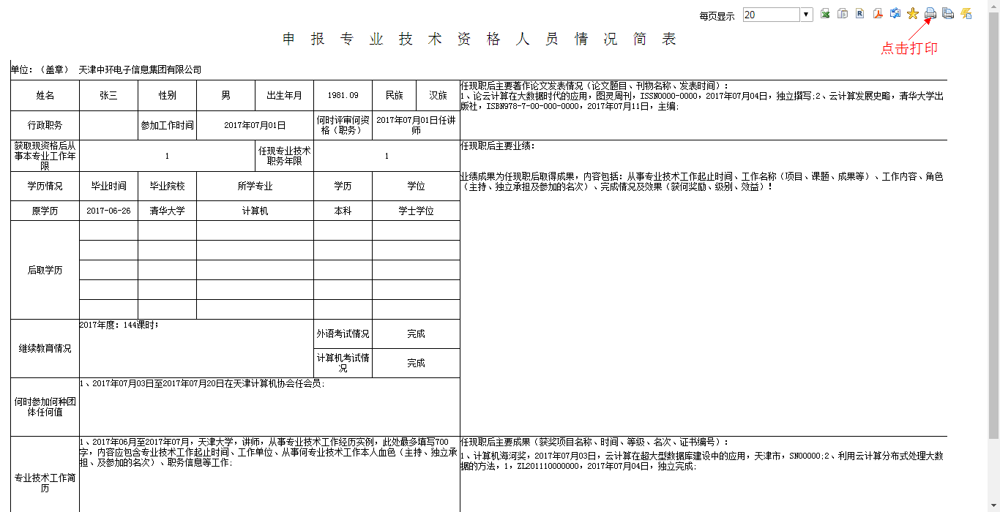 每页显示 20
点击打印
申报专业技术资格人员情况简表
单位：（盖章） 天津中环电子信息集团有限公司
姓名 张三 性别 男 出生年月 1981.09 民族 汉族
行政职务 参加工作时间 2017年07月01日 何时评审何资
格（职务） 2017年07月01日任讲
师
获取现资格后从
事本专业工作年
限 1 任现专业技术
职务年限 1
学历情况 毕业时间 毕业院校 所学专业 学历 学位
原学历 2017-06-26 清华大学 计算机 本科 学士学位
后取学历
继续教育情况 2017年度：144课时；
外语考试情况 完成
计算机考试情
况 完成
何时参加何种团
体任何值 1、2017年07月03日至2017年07月20日在天津计算机协会任会员;
专业技术工作简
历
1、2017年06月至2017年07月，天津大学，讲师，从事专业技术工作经历实例，此处最多填写700
字，内容应包含专业技术工作起止时间、工作单位、从事何专业技术工作本人血色（主持、独立承
担、及参加的名次）、职务信息等工作;
任现职后主要著作论文发表情况（论文题目、刊物名称、发表时间）：
1、论云计算在大数据时代的应用，图灵周刊，ISSN0000-0000，2017年07月04日，独立撰写;2、云计算发展史略，清华大学出
版社，ISBN978-7-00-000-0000，2017年07月11日，主编;
任现职后主要业绩：
业绩成果为任现职后取得成果，内容包括：从事专业技术工作起止时间、工作名称（项目、课题、成果等）、工作内容、角色
（主持、独立承担及参加的名次）、完成情况及效果（获何奖励、级别、效益）！
任现职后主要成果（获奖项目名称、时间、等级、名次、证书编号）：
1、计算机海河奖，2017年07月03日，云计算在超大型数据库建设中的应用，天津市，SN00000;2、利用云计算分布式处理大数
据的方法，1，ZL201110000000，2017年07月04日，独立完成;